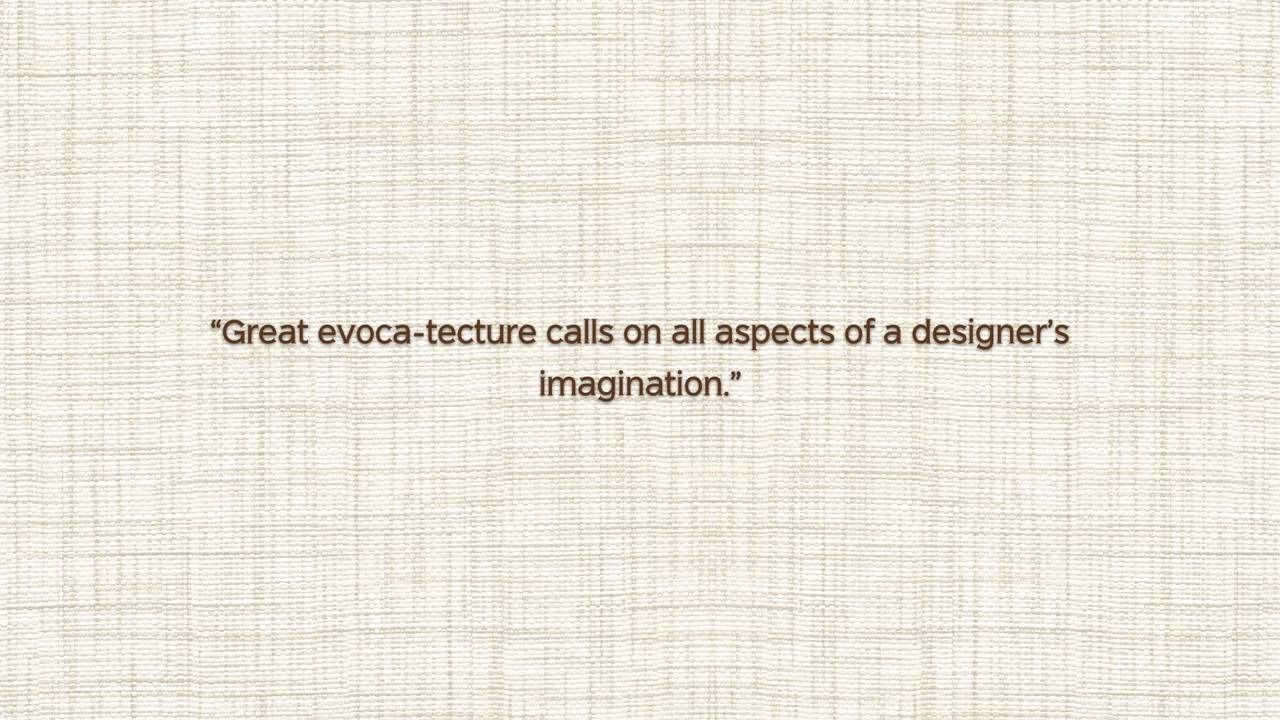 “Great evoca-tecture calls on all aspects of a designer’s
imagination.”